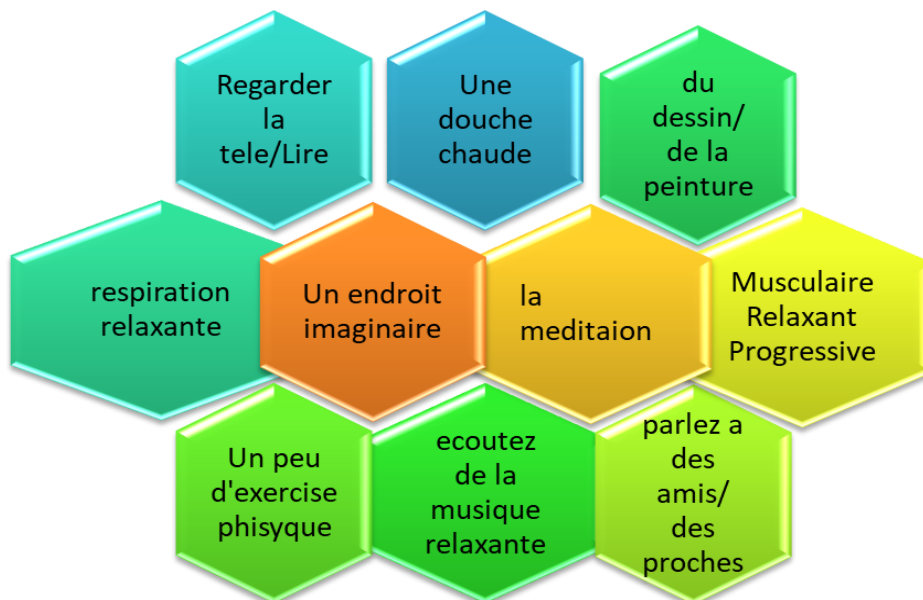 Regarder
la
tele/Lire
Une
douche
chaude
du
dessin/
de la
peinture
respiration
relaxante
Un endroit
imaginaire
la
meditaion
Musculaire
Relaxant
Progressive
Un peu
d'exercise
phisyque
ecoutez
de la
musique
relaxante
parlez a
des
amis/
des
proches